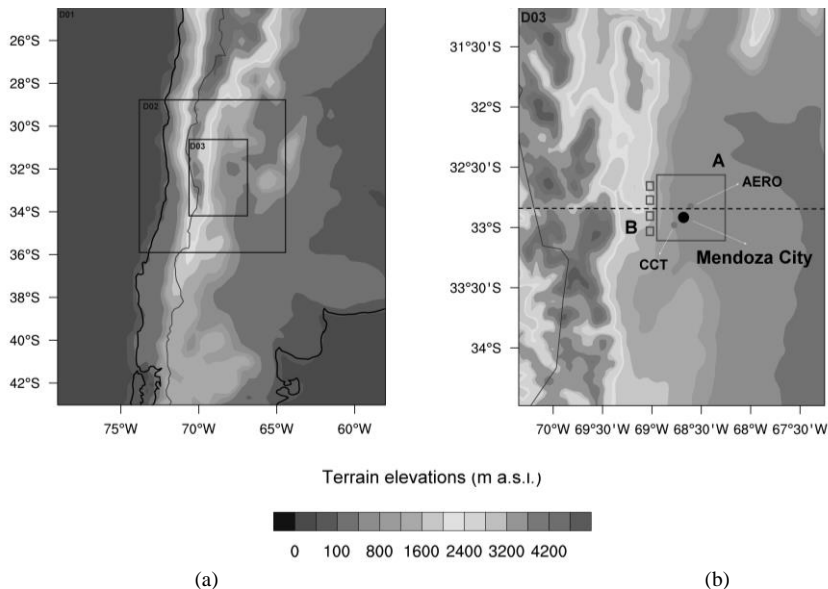 D01
D02
D03
24°S
26°S
28°S
30°S
32°S
34°S
36°S
38°S
40°S
42°S
75°W 70°W 65°W 60°W
D03
31°30'S
32°S
32°30'S
33°S
33°30'S
34°S
A
AERO
B
Mendoza City
CCT
70°W 69°30'W 69°W 68°30'W 68°W 67°30'W
Terrain elevations (m a.s.l.)
0 100 800 1600 2400 3200 4200
(a) (b)